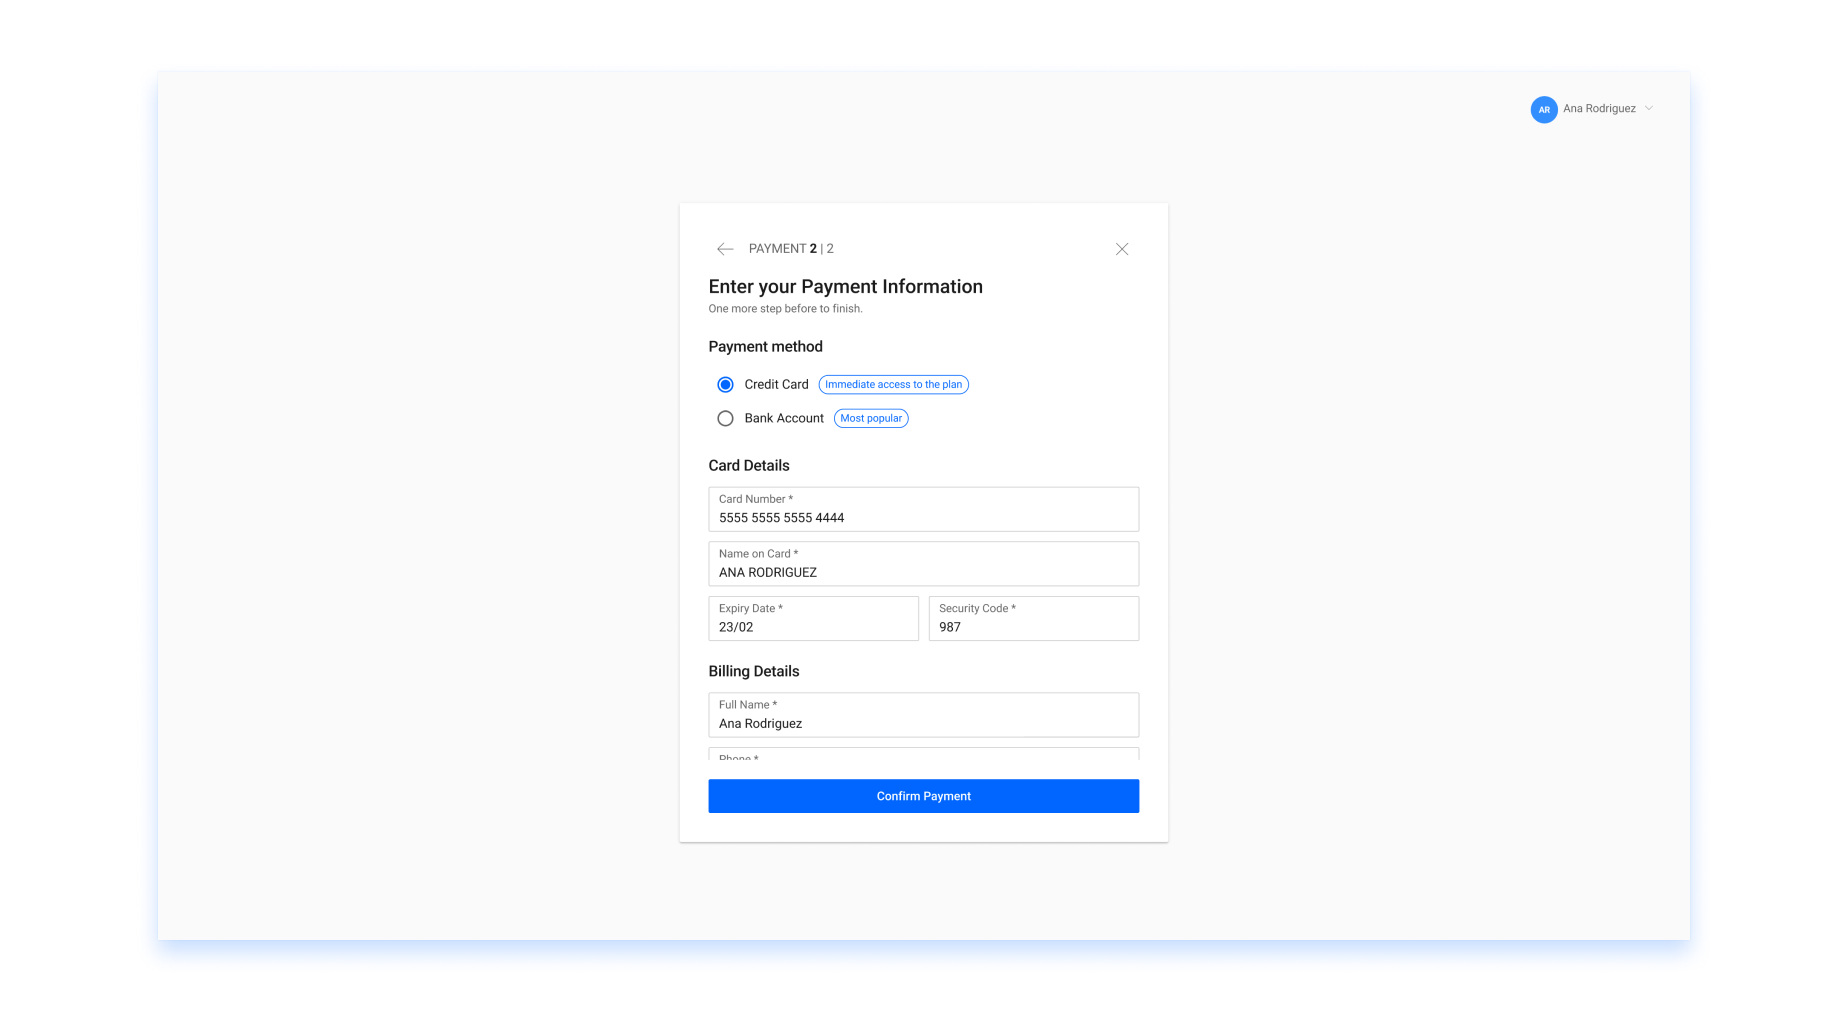 AR Ana Rodriguez
PAYMENT 2 | 2
Enter your Payment Information
One more step before to finish.
Payment method
Credit Card Immediate access to the plan
Bank Account Most popular
Card Details
Card Number *
5555 5555 5555 4444
Name on Card *
ANA RODRIGUEZ
Expiry Date * Security Code *
23/02 987
Billing Details
Full Name *
Ana Rodriguez
Phone *
Confirm Payment